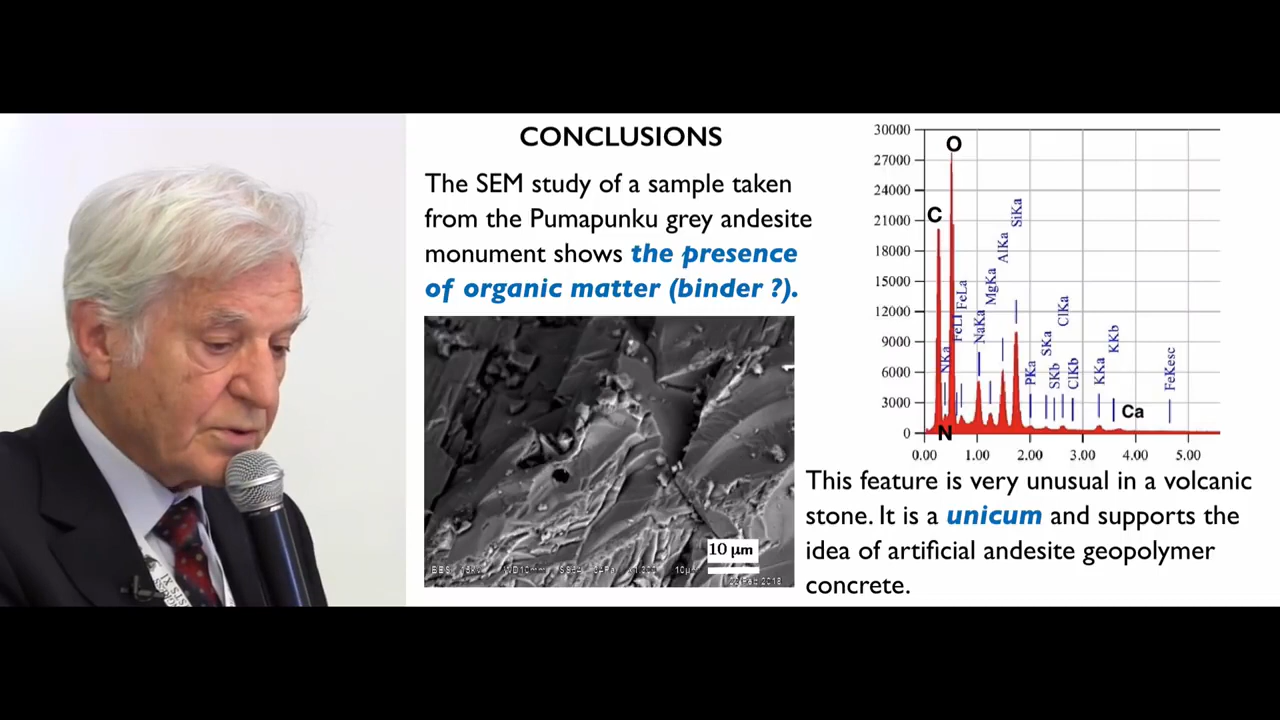 CONCLUSIONS
The SEM study of a sample taken
from the Pumapunku grey andesite
monument shows the presence
of organic matter (binder ?).
10 µm
30000
27000
24000
21000
18000
15000
12000
9000
6000
3000
0
0.00 1.00 2.00 3.00 4.00 5.00
C
O
N
NKa
FeLl
FeLa
NaKa
MgKa
AlKa
SiKa
PKa
SKa
SKb
ClKa
ClKb
KKa
KKb
Ca
FeKesc
This feature is very unusual in a volcanic
stone. It is a unicum and supports the
idea of artificial andesite geopolymer
concrete.